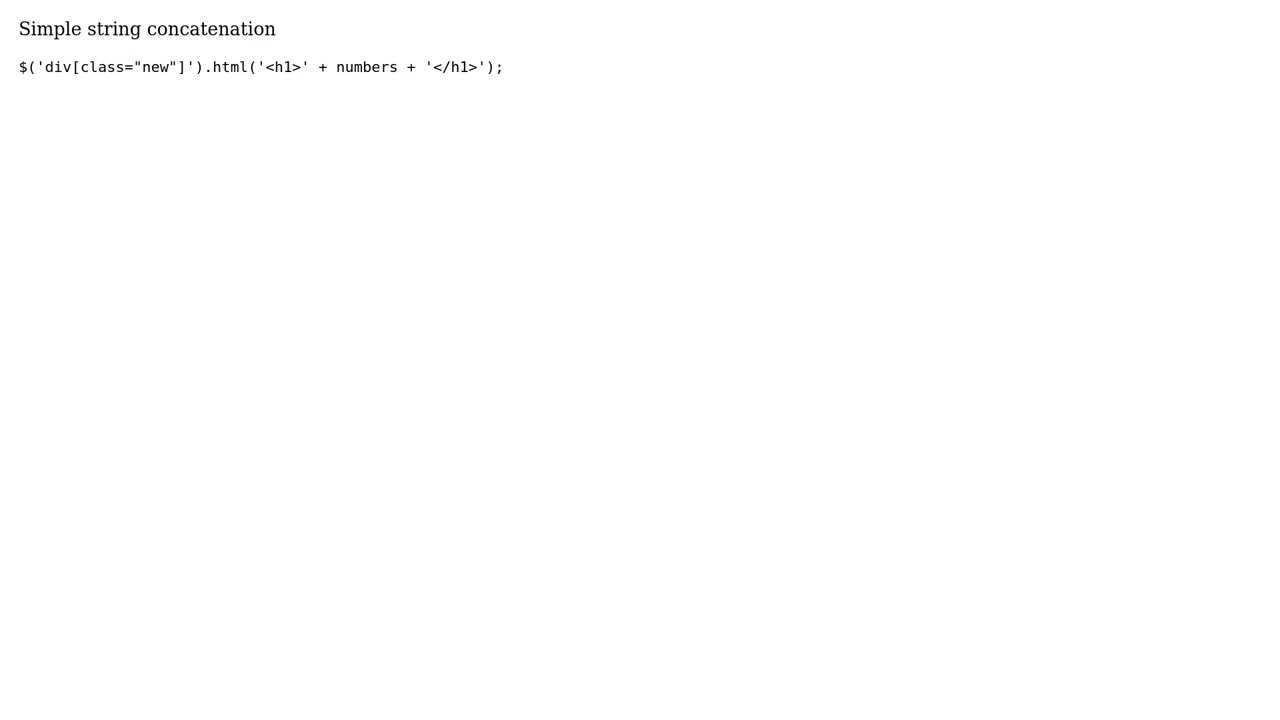 Simple string concatenation
$('div[class="new"]').html('<h1>' + numbers + '</h1>');